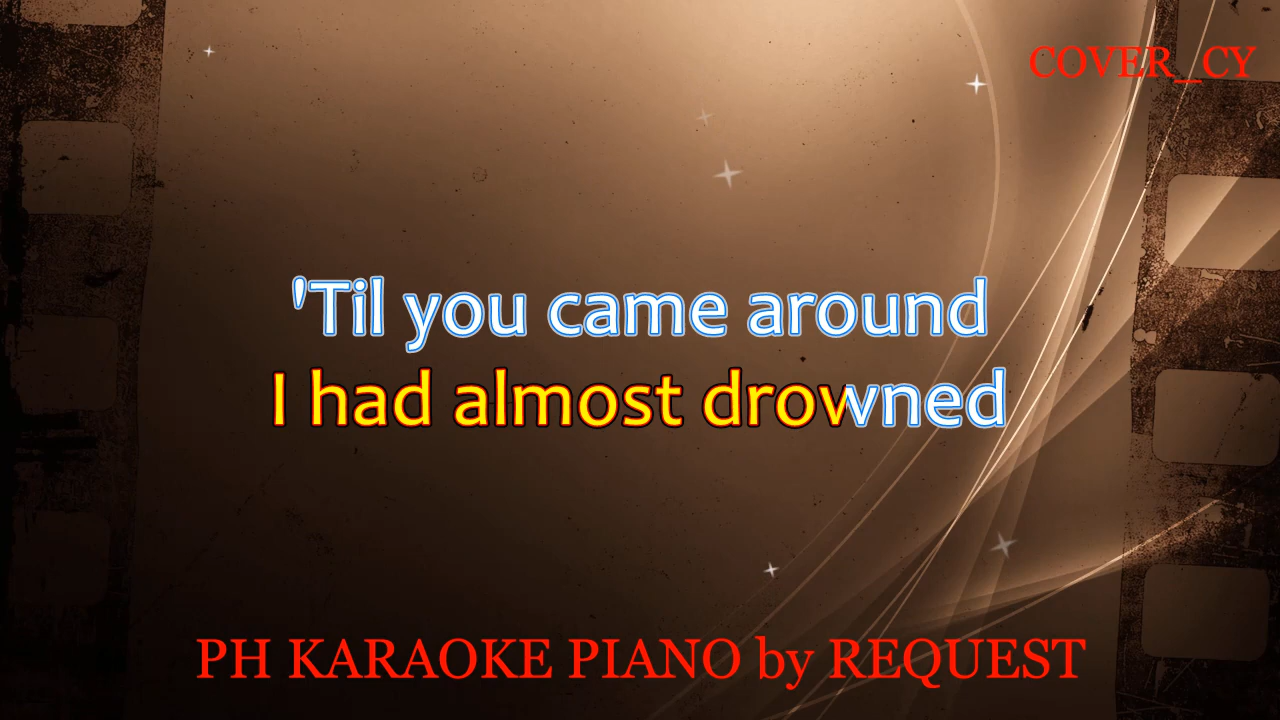 COVER_CY
'Til you came around
I had almost drowned
PH KARAOKE PIANO by REQUEST